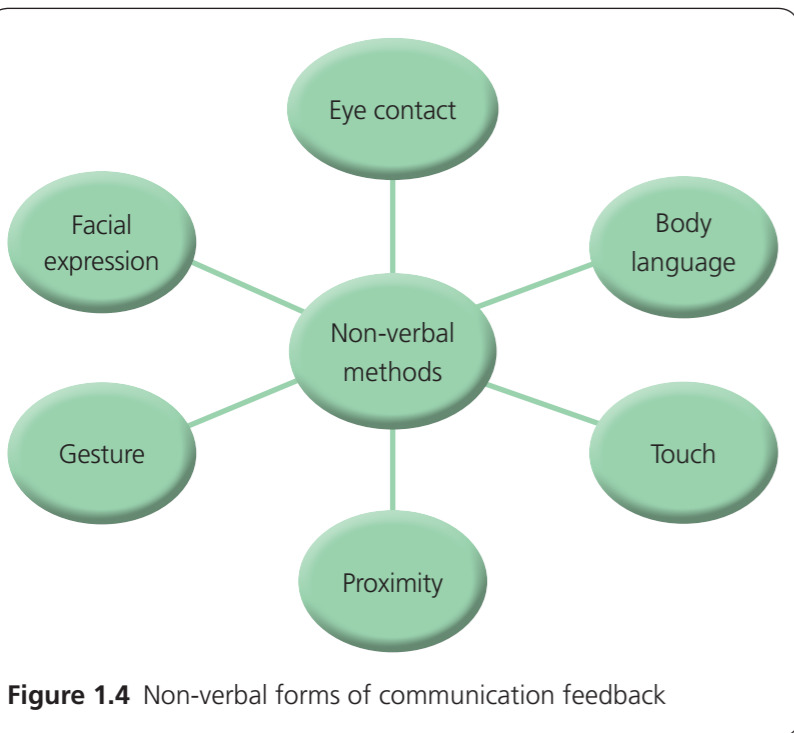 Eye contact
Facial
expression
Body
language
Non-verbal
methods
Gesture
Touch
Proximity
Figure 1.4 Non-verbal forms of communication feedback